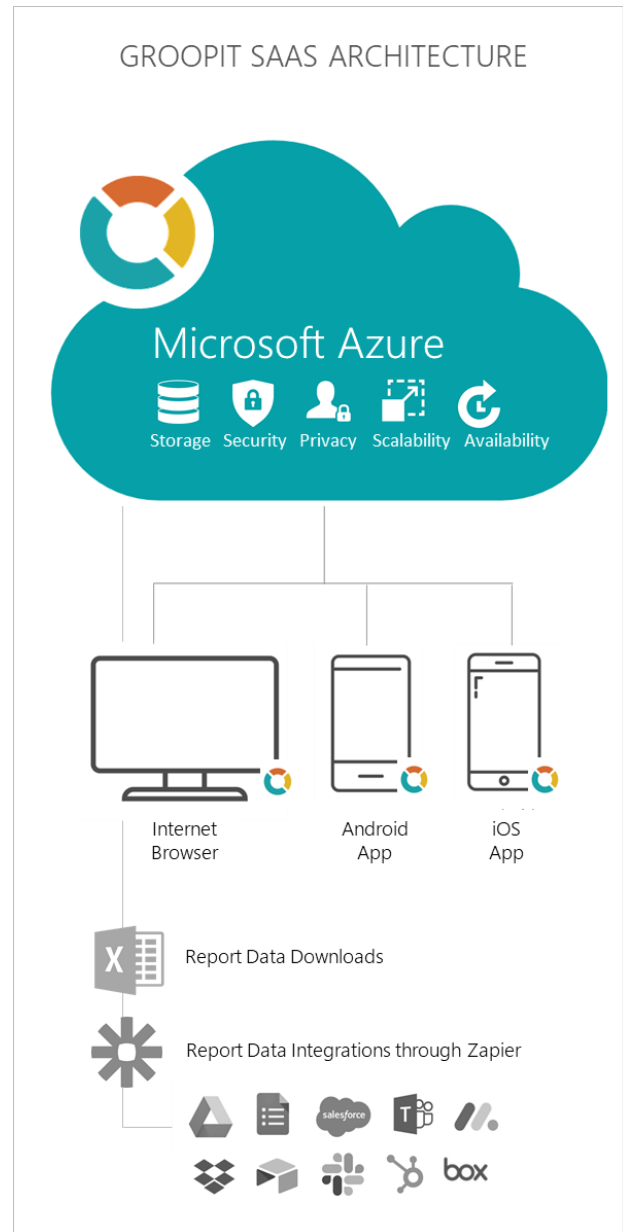 GROOPIT SAAS ARCHITECTURE
Microsoft Azure
Storage Security Privacy Scalability Availability
Internet
Browser
Android
App
iOS
App
X
Report Data Downloads
Report Data Integrations through Zapier
salesforce
T
box